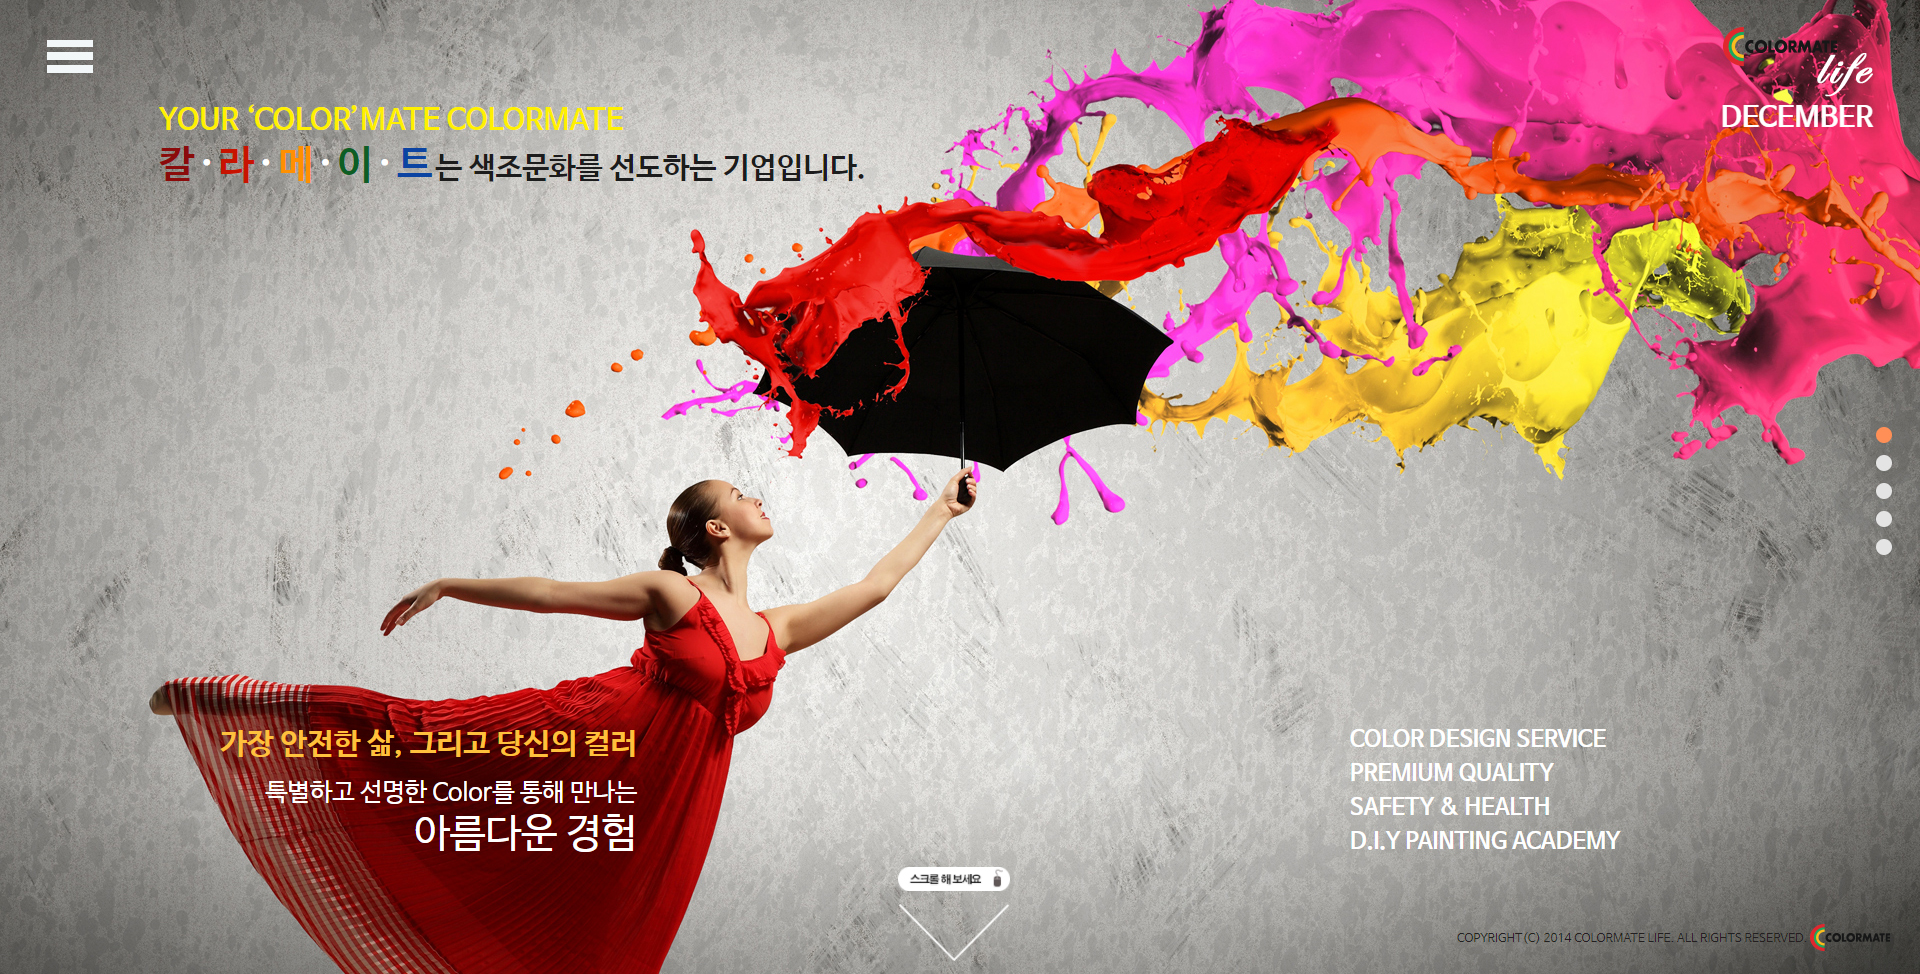 COLORMATE
life
DECEMBER
YOUR ‘COLOR’ MATE COLORMATE
칼·라·메·이·트는 색조문화를 선도하는 기업입니다.
가장 안전한 삶, 그리고 당신의 컬러
특별하고 선명한 Color를 통해 만나는
아름다운 경험
COLOR DESIGN SERVICE
PREMIUM QUALITY
SAFETY & HEALTH
D.I.Y PAINTING ACADEMY
스크롤 해 보세요
COPYRIGHT (C) 2014 COLORMATE LIFE. ALL RIGHTS RESERVED. COLORMATE